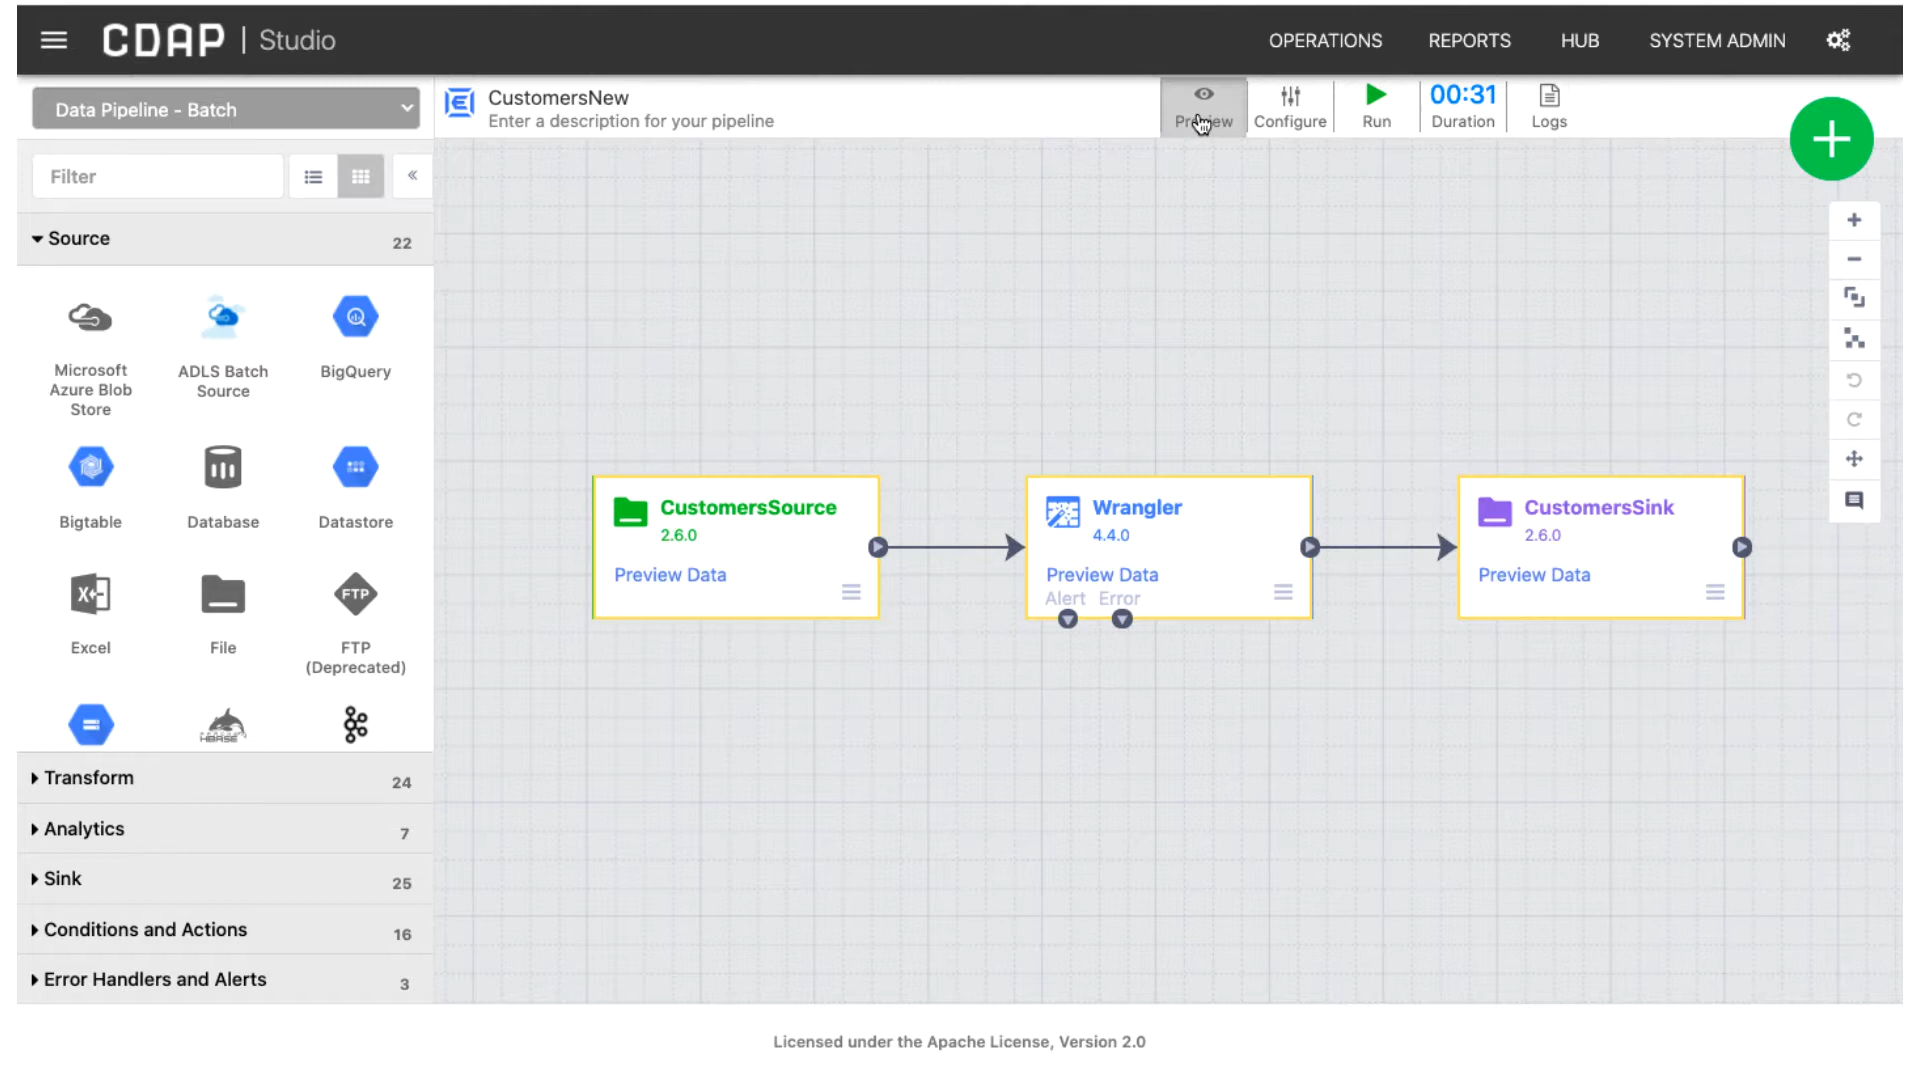 CDAP | Studio
OPERATIONS
REPORTS
HUB
SYSTEM ADMIN
Data Pipeline - Batch
CustomersNew
Enter a description for your pipeline
Preview
Configure
Run
00:31
Duration
Logs
Filter
Source
22
Microsoft
Azure Blob
Store
ADLS Batch
Source
BigQuery
Bigtable
Database
Datastore
Excel
File
FTP
FTP
(Deprecated)
HBASE
Transform
24
Analytics
7
Sink
25
Conditions and Actions
16
Error Handlers and Alerts
3
CustomersSource
2.6.0
Preview Data
Wrangler
4.4.0
Preview Data
Alert Error
CustomersSink
2.6.0
Preview Data
Licensed under the Apache License, Version 2.0